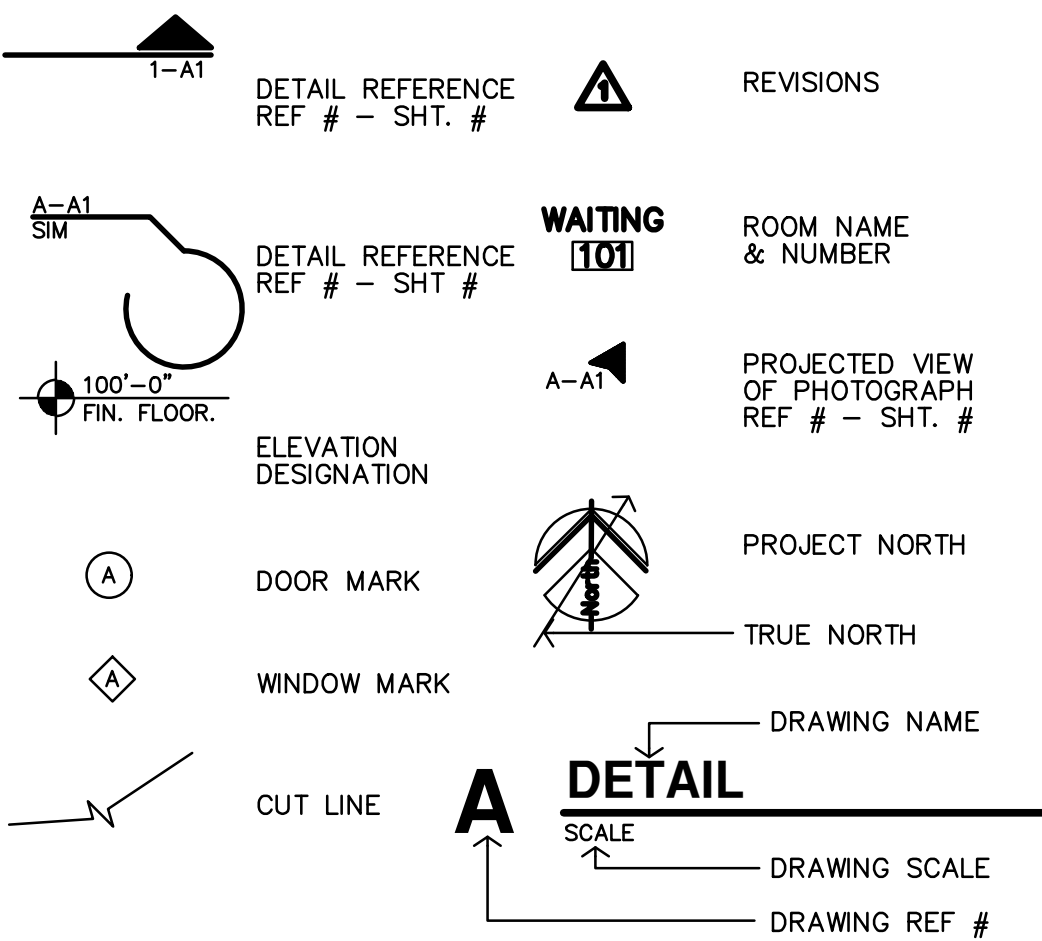 1-A1
DETAIL REFERENCE
REF # - SHT. #
A-A1
SIM
DETAIL REFERENCE
REF # - SHT #
100'-0"
FIN. FLOOR.
ELEVATION
DESIGNATION
A
DOOR MARK
A
WINDOW MARK
CUT LINE
1
REVISIONS
WAITING
101
ROOM NAME
& NUMBER
A-A1
PROJECTED VIEW
OF PHOTOGRAPH
REF # - SHT. #
North
PROJECT NORTH
TRUE NORTH
DRAWING NAME
A
DETAIL
SCALE
DRAWING SCALE
DRAWING REF #